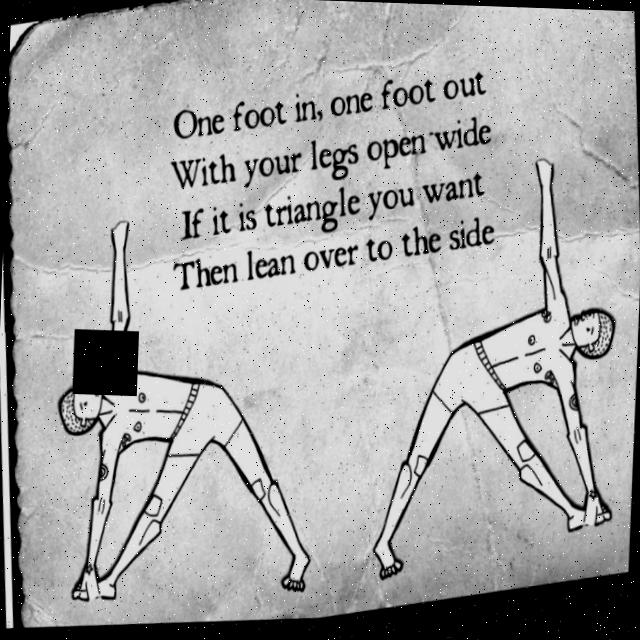 One foot in, one foot out
With your legs open wide
If it is triangle you want
Then lean over to the side